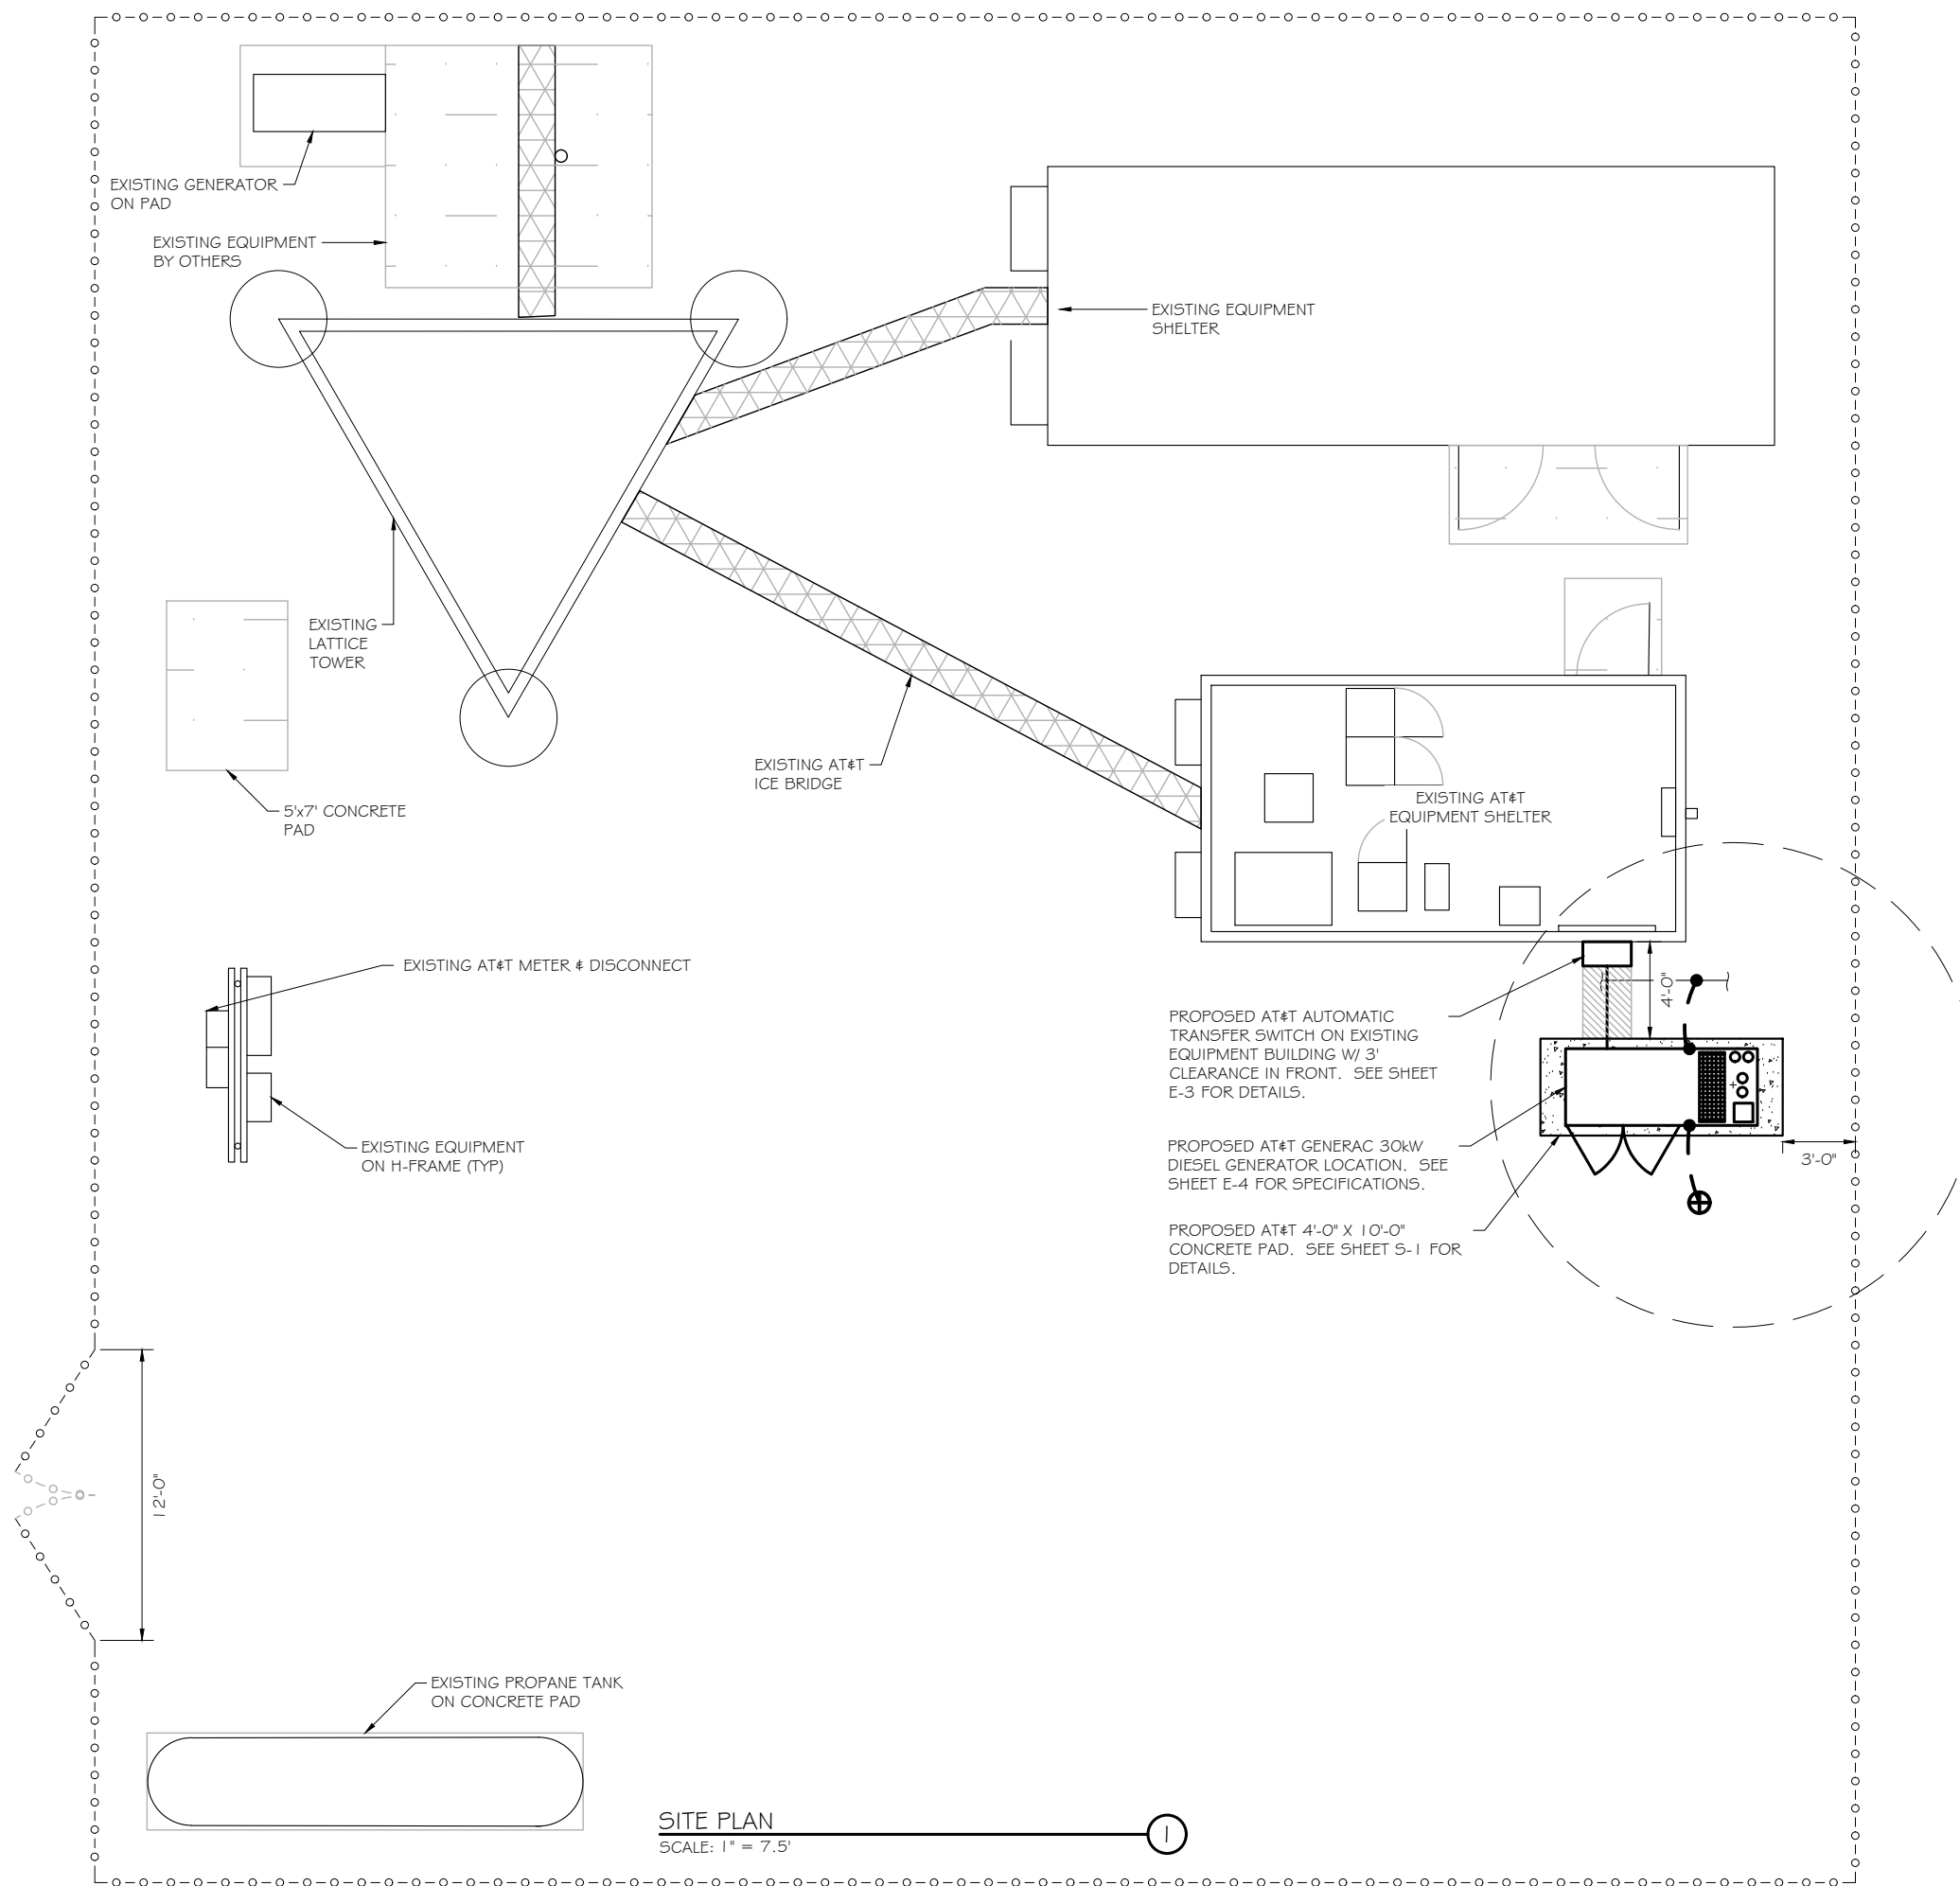 EXISTING GENERATOR
ON PAD
EXISTING EQUIPMENT
BY OTHERS
EXISTING EQUIPMENT
SHELTER
EXISTING
LATTICE
TOWER
5'x7' CONCRETE
PAD
EXISTING AT&T
ICE BRIDGE
EXISTING AT&T
EQUIPMENT SHELTER
EXISTING AT&T METER & DISCONNECT
EXISTING EQUIPMENT
ON H-FRAME (TYP)
4'-0"
PROPOSED AT&T AUTOMATIC
TRANSFER SWITCH ON EXISTING
EQUIPMENT BUILDING W/ 3'
CLEARANCE IN FRONT. SEE SHEET
E-3 FOR DETAILS.
PROPOSED AT&T GENERAC 30kW
DIESEL GENERATOR LOCATION. SEE
SHEET E-4 FOR SPECIFICATIONS.
3'-0"
PROPOSED AT&T 4'-0" X 10'-0"
CONCRETE PAD. SEE SHEET S-1 FOR
DETAILS.
12'-0"
EXISTING PROPANE TANK
ON CONCRETE PAD
SITE PLAN
SCALE: 1" = 7.5'
1